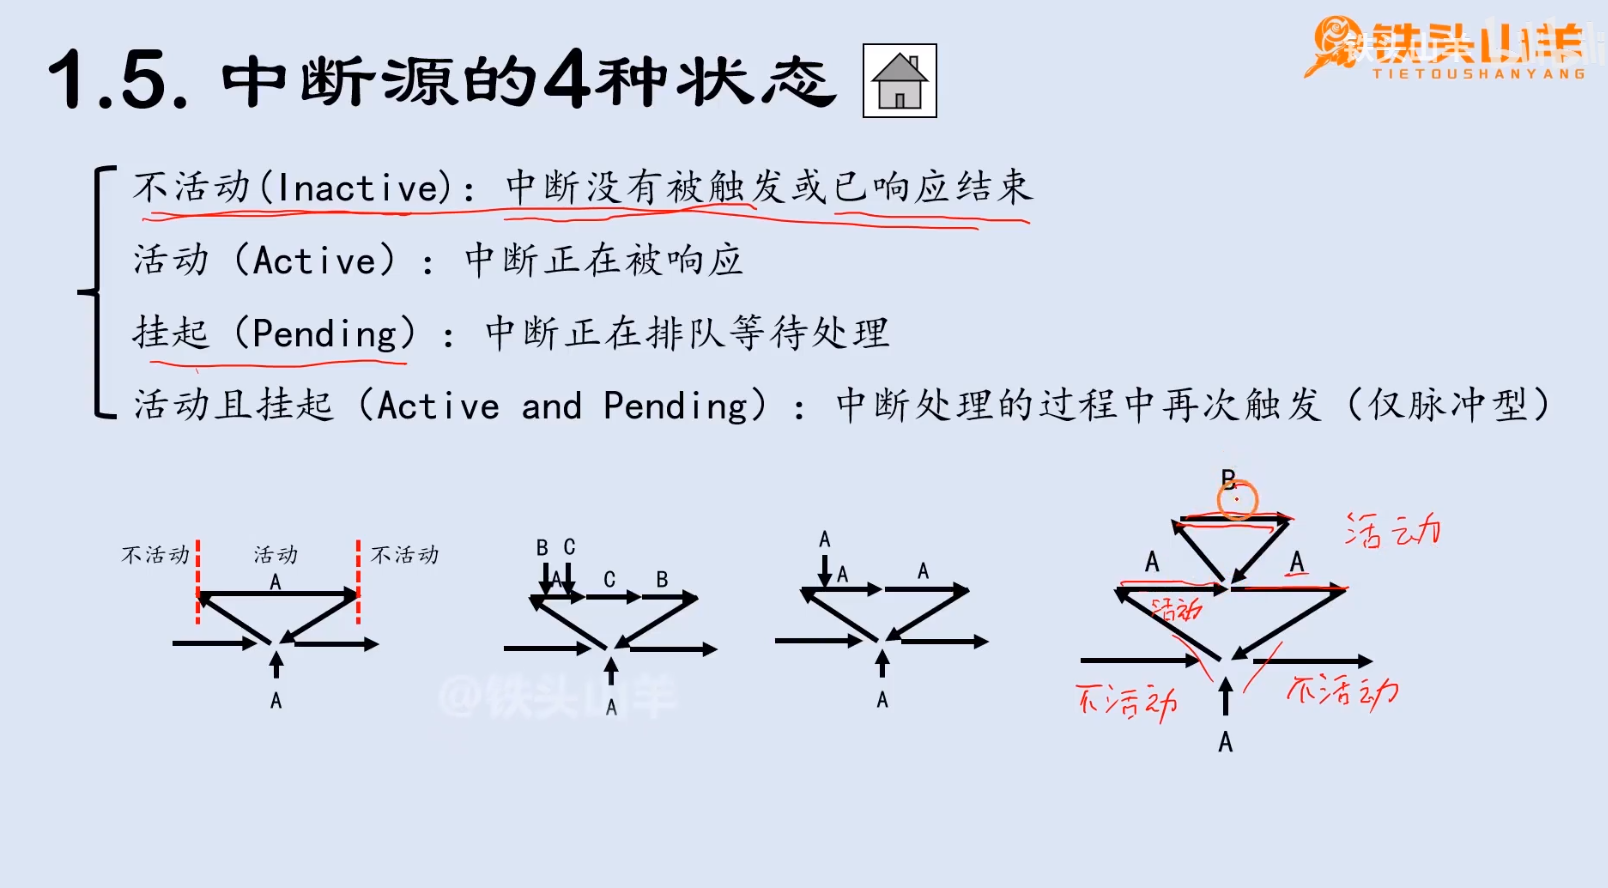 铁头山羊
TIETOUSHANYANG
1.5. 中断源的4种状态
不活动(Inactive)：中断没有被触发或已响应结束
活动（Active）：中断正在被响应
挂起（Pending）：中断正在排队等待处理
活动且挂起（Active and Pending）：中断处理的过程中再次触发（仅脉冲型）
不活动 活动 不活动
A
A
B C
A C B
A
A
A A
A
B
活动
A A
活动
不活动 不活动
A
@铁头山羊